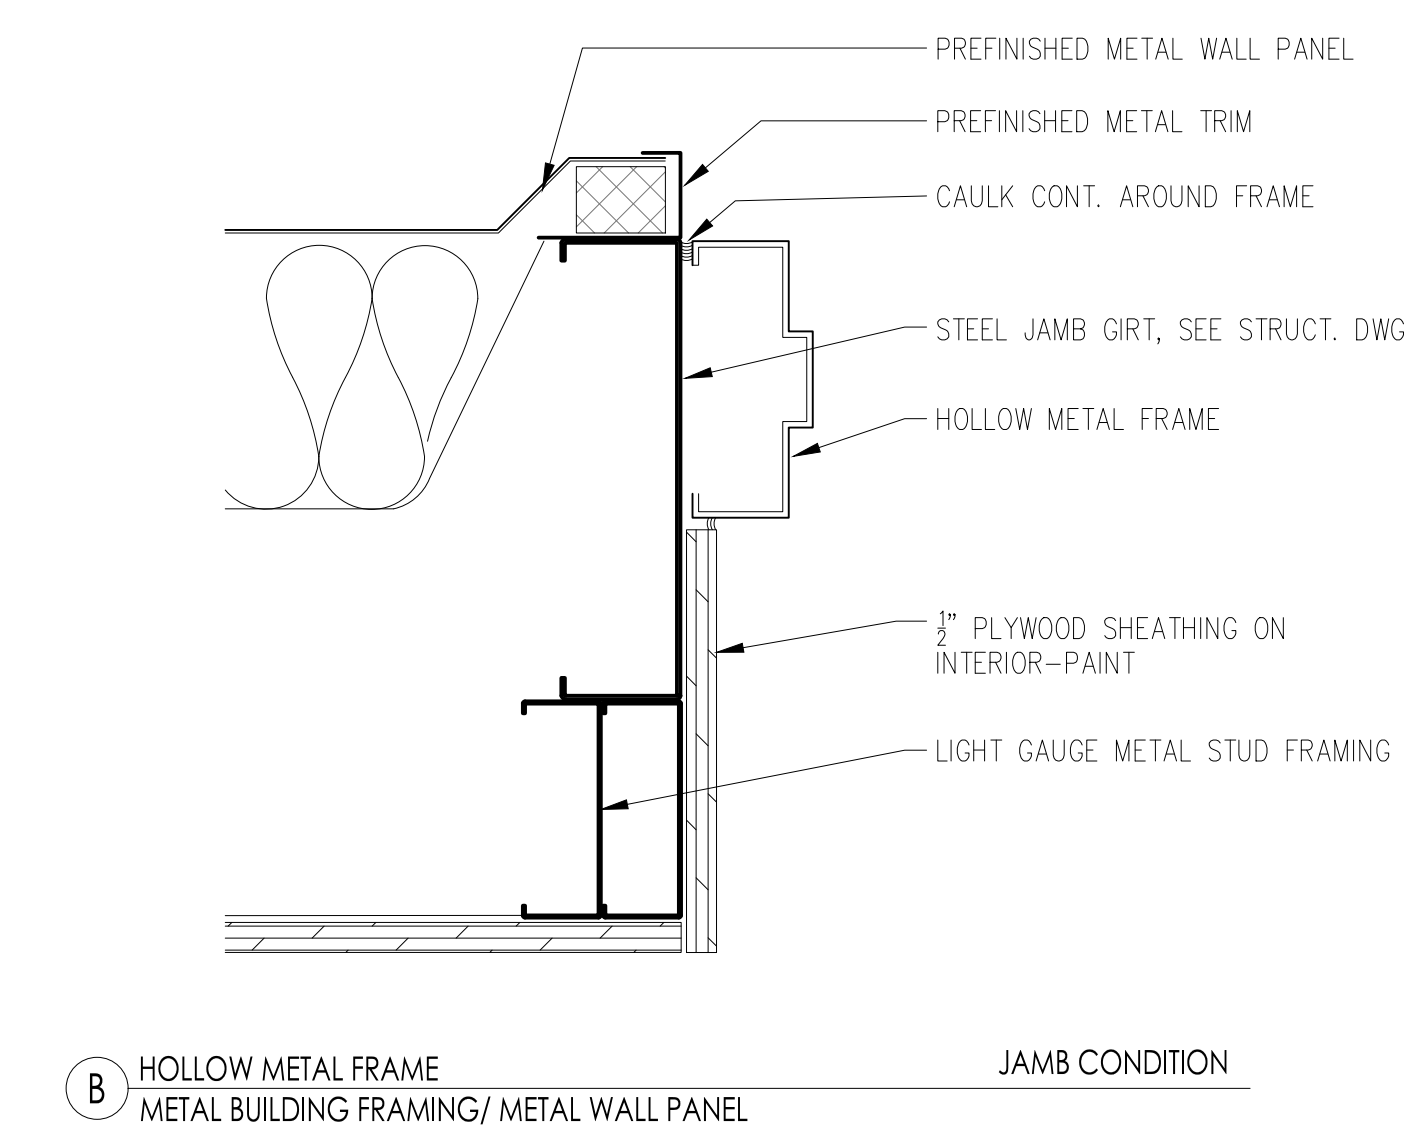 PREFINISHED METAL WALL PANEL
PREFINISHED METAL TRIM
CAULK CONT. AROUND FRAME
STEEL JAMB GIRT, SEE STRUCT. DWG
HOLLOW METAL FRAME
½" PLYWOOD SHEATHING ON
INTERIOR–PAINT
LIGHT GAUGE METAL STUD FRAMING
B
HOLLOW METAL FRAME
JAMB CONDITION
METAL BUILDING FRAMING/ METAL WALL PANEL